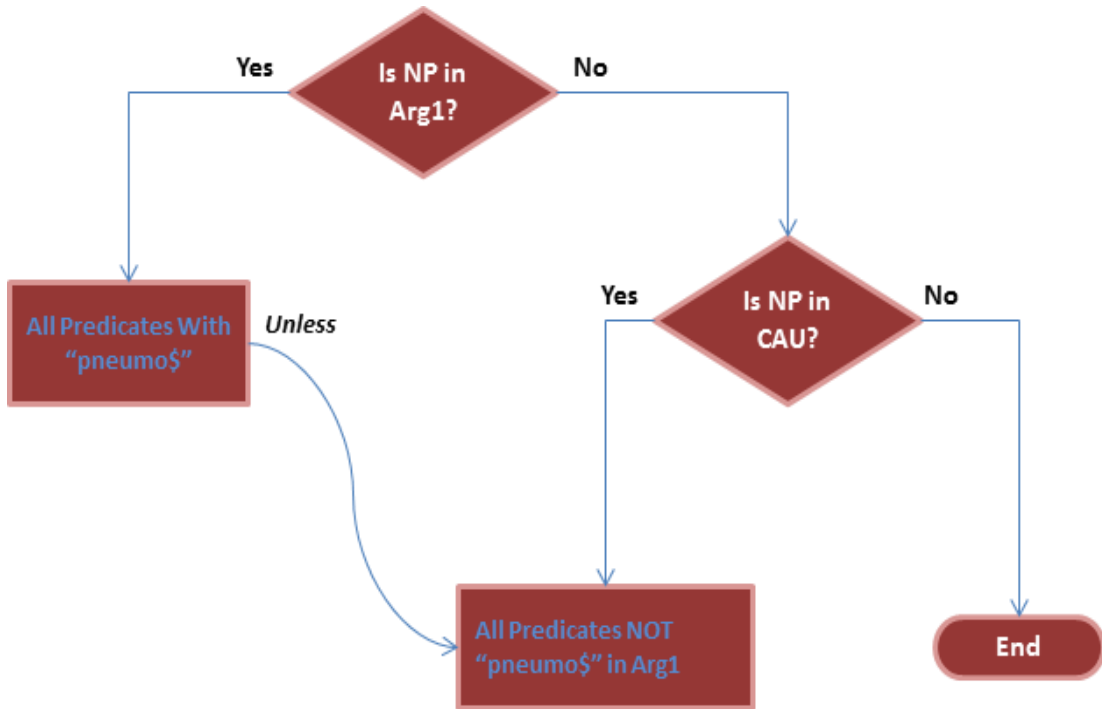 Is NP in
Arg1?
Yes
No
All Predicates With
“pneumo$”
Unless
Is NP in
CAU?
Yes
No
All Predicates NOT
“pneumo$” in Arg1
End